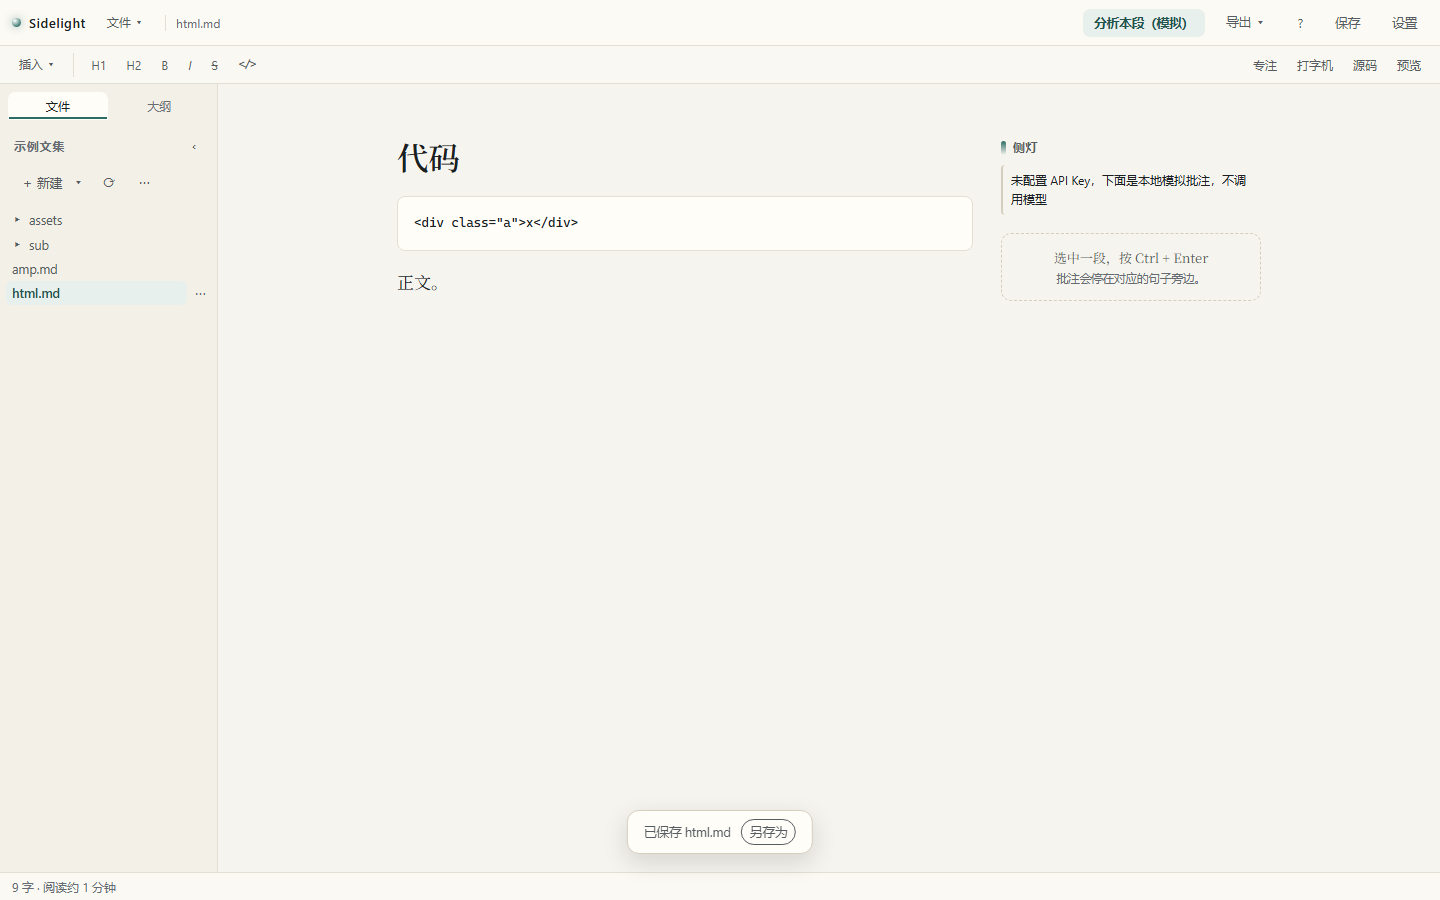 Sidelight 文件 html.md 分析本段（模拟） 导出 ? 保存 设置
插入 H1 H2 B I S </> 专注 打字机 源码 预览
文件 大纲
示例文集
+ 新建 ...
assets
sub
amp.md
html.md ...
代码
<div class="a">x</div>
正文。
侧灯
未配置 API Key，下面是本地模拟批注，不调
用模型
选中一段，按 Ctrl + Enter
批注会停在对应的句子旁边。
已保存 html.md 另存为
9 字 · 阅读约 1 分钟